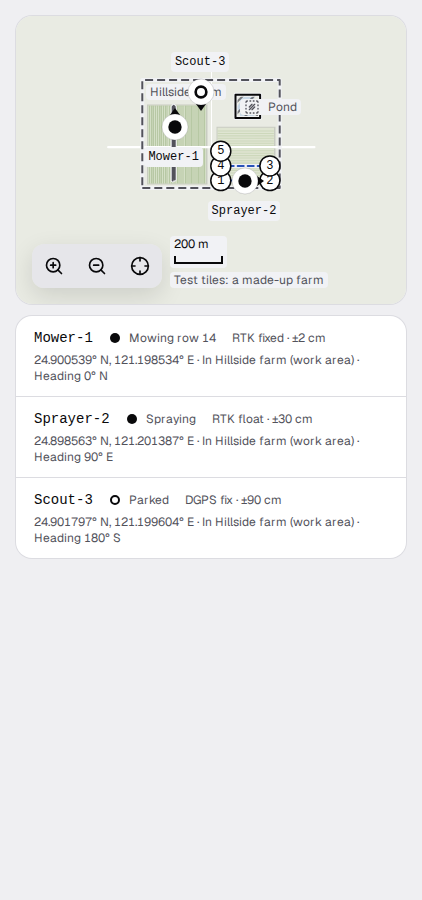 Scout-3
Hillside
m
Pond
Mower-1
5
4
3
1
2
Sprayer-2
200 m
Test tiles: a made-up farm
Mower-1 Mowing row 14 RTK fixed · ±2 cm
24.900539° N, 121.198534° E · In Hillside farm (work area) ·
Heading 0° N
Sprayer-2 Spraying RTK float · ±30 cm
24.898563° N, 121.201387° E · In Hillside farm (work area) ·
Heading 90° E
Scout-3 Parked DGPS fix · ±90 cm
24.901797° N, 121.199604° E · In Hillside farm (work area) ·
Heading 180° S